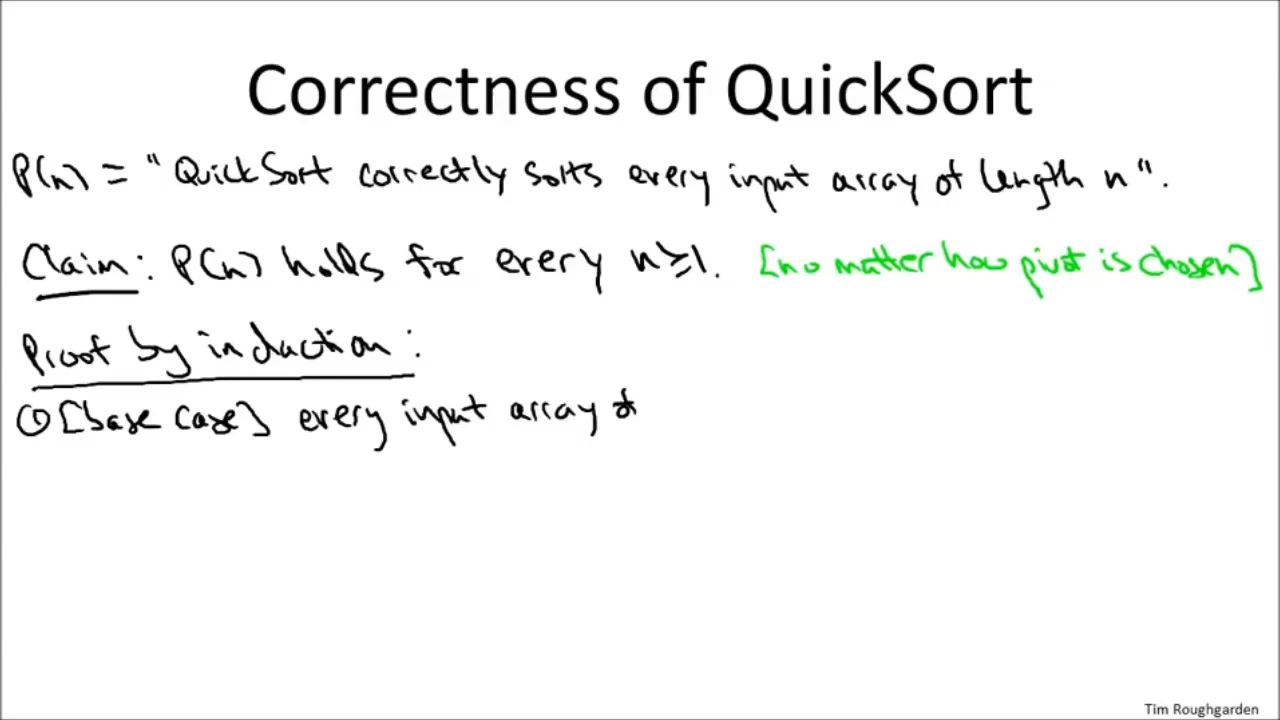 Correctness of QuickSort
P(n) = "QuickSort correctly sorts every input array of length n".
Claim: P(n) holds for every n≥1. [no matter how pivot is chosen]
Proof by induction:
① [base case] every input array of
Tim Roughgarden